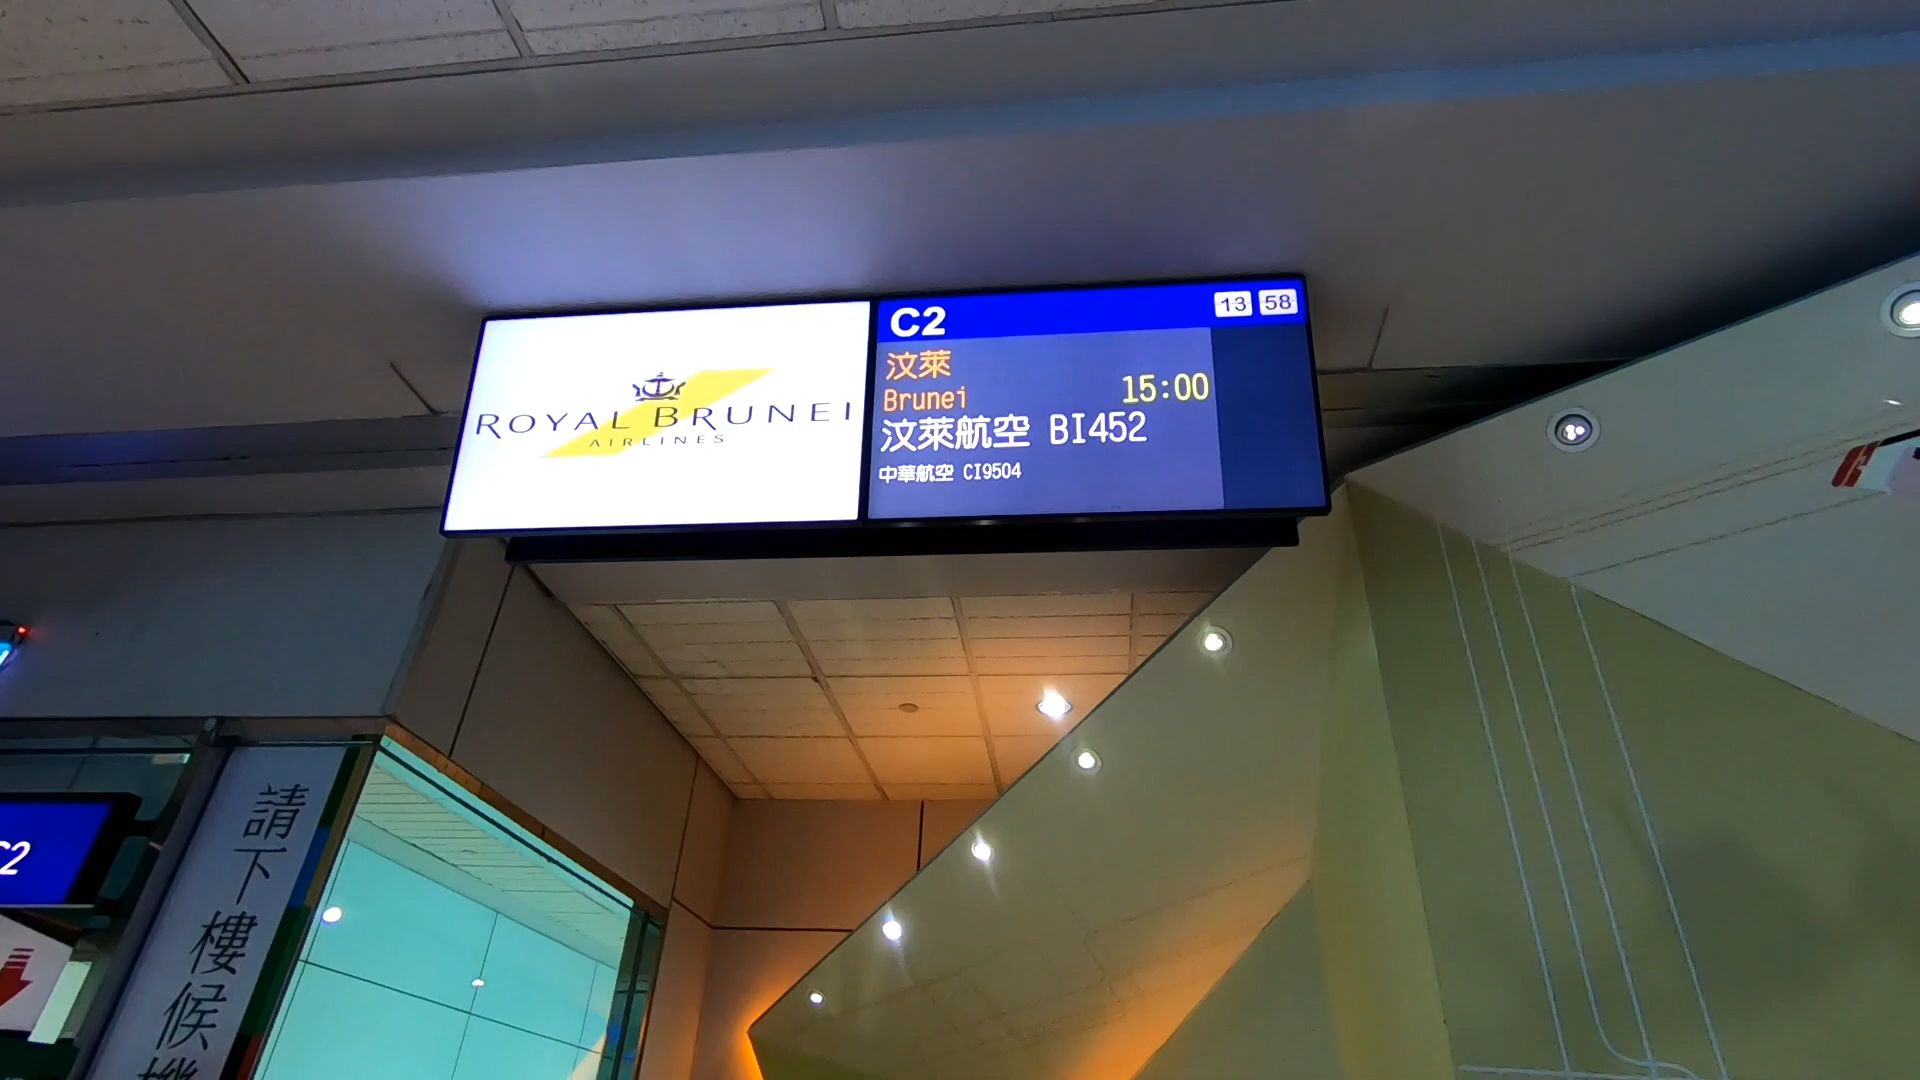 ROYAL BRUNEI
AIRLINES
C2
13 58
汶萊
Brunei
15:00
汶萊航空 BI452
中華航空 CI9504
C2
請下樓候機